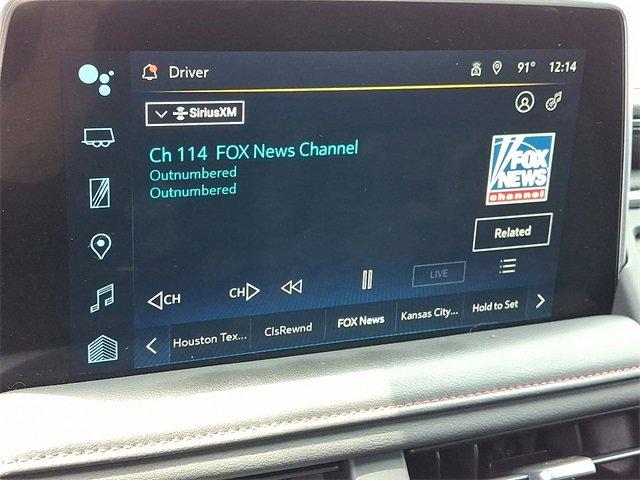 Driver
91° 12:14
SiriusXM
Ch 114 FOX News Channel
Outnumbered
Outnumbered
FOX
NEWS
channel
Related
LIVE
CH CH
Houston Tex... ClsRewnd FOX News Kansas City... Hold to Set